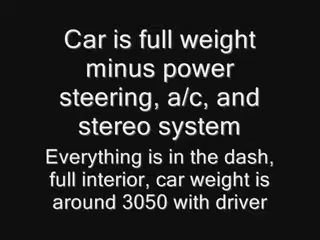 Car is full weight
minus power
steering, a/c, and
stereo system
Everything is in the dash,
full interior, car weight is
around 3050 with driver